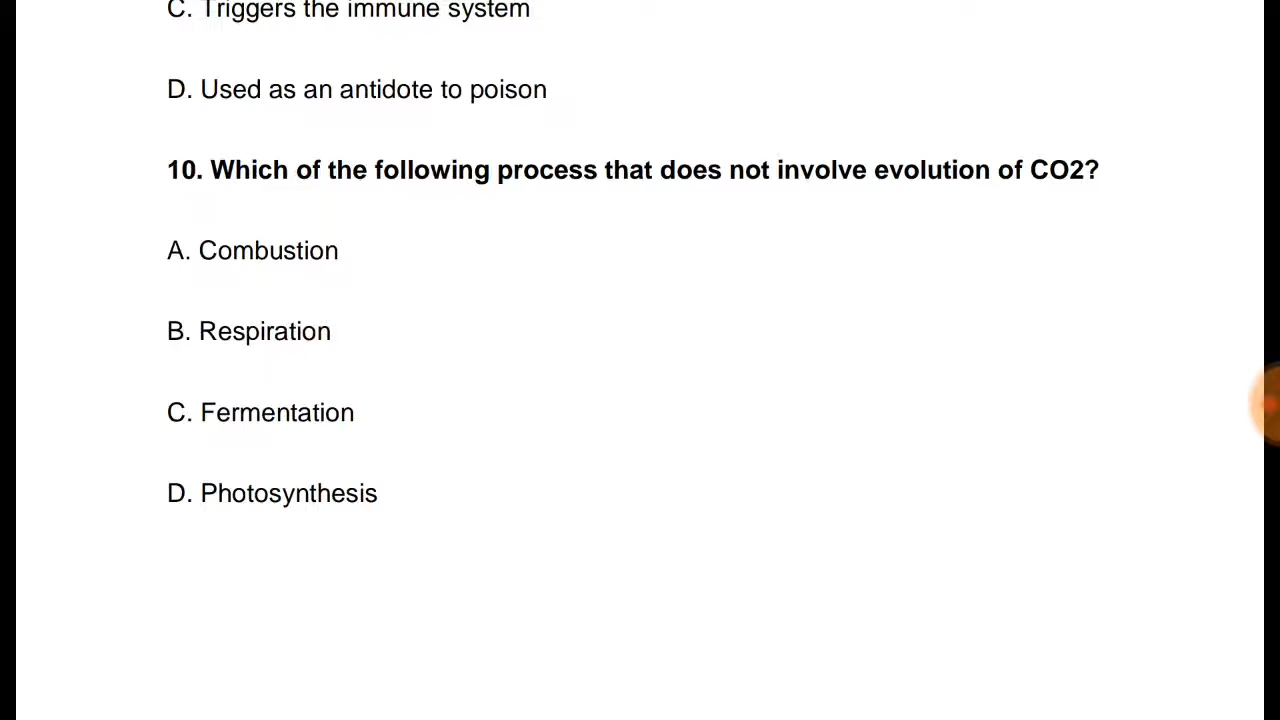 C. Triggers the immune system
D. Used as an antidote to poison
10. Which of the following process that does not involve evolution of CO2?
A. Combustion
B. Respiration
C. Fermentation
D. Photosynthesis